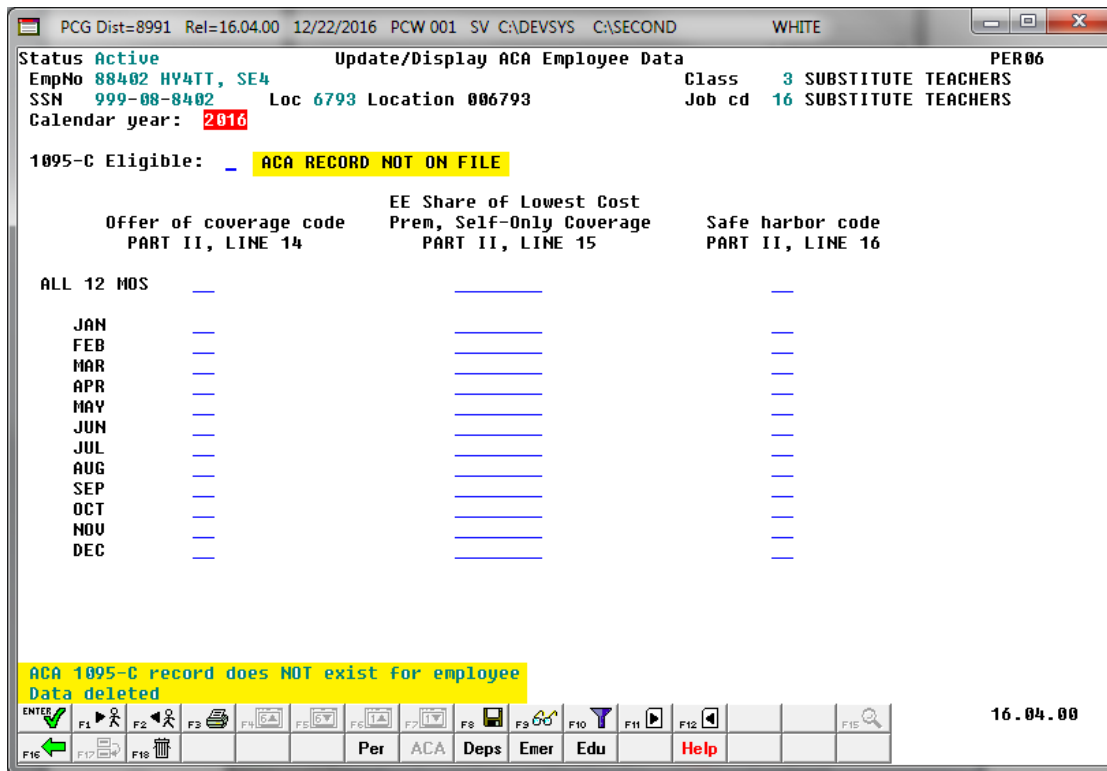 PCG Dist=8991 Rel=16.04.00 12/22/2016 PCW 001 SV C:\DEVSYS C:\SECOND WHITE
Status Active Update/Display ACA Employee Data PER06
EmpNo 88402 HY4TT, SE4 Class 3 SUBSTITUTE TEACHERS
SSN 999-08-8402 Loc 6793 Location 006793 Job cd 16 SUBSTITUTE TEACHERS
Calendar year: 2016
1095-C Eligible: _ ACA RECORD NOT ON FILE
EE Share of Lowest Cost
Offer of coverage code Prem, Self-Only Coverage Safe harbor code
PART II, LINE 14 PART II, LINE 15 PART II, LINE 16
ALL 12 MOS
JAN
FEB
MAR
APR
MAY
JUN
JUL
AUG
SEP
OCT
NOV
DEC
ACA 1095-C record does NOT exist for employee
Data deleted
ENTER F1 F2 F3 F4 F5 F6 F7 F8 F9 F10 F11 F12 F15 16.04.00
F16 F17 F18 Per ACA Deps Emer Edu Help